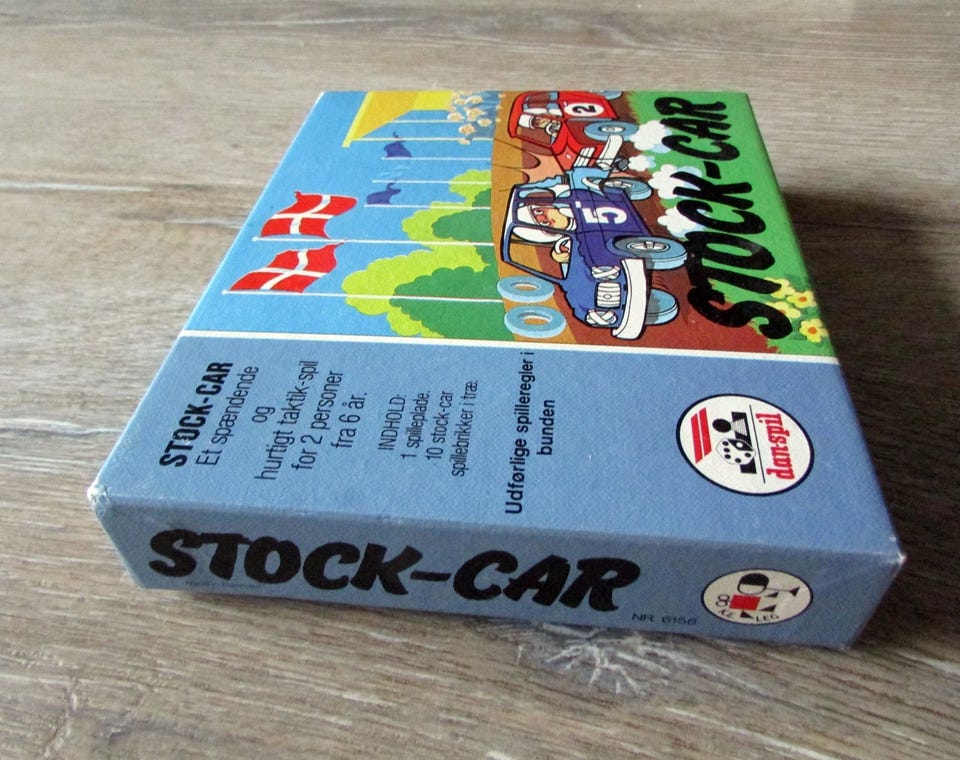 STOCK-CAR
2
5
STOCK-CAR
Et spændende
og
hurtigt taktik-spil
for 2 personer
fra 6 år.
INDHOLD:
1 spilleplade.
10 stock-car
spillebrikker i træ.
Udførlige spilleregler i
bunden
dan-spil
STOCK-CAR
NR. 6158
LEG